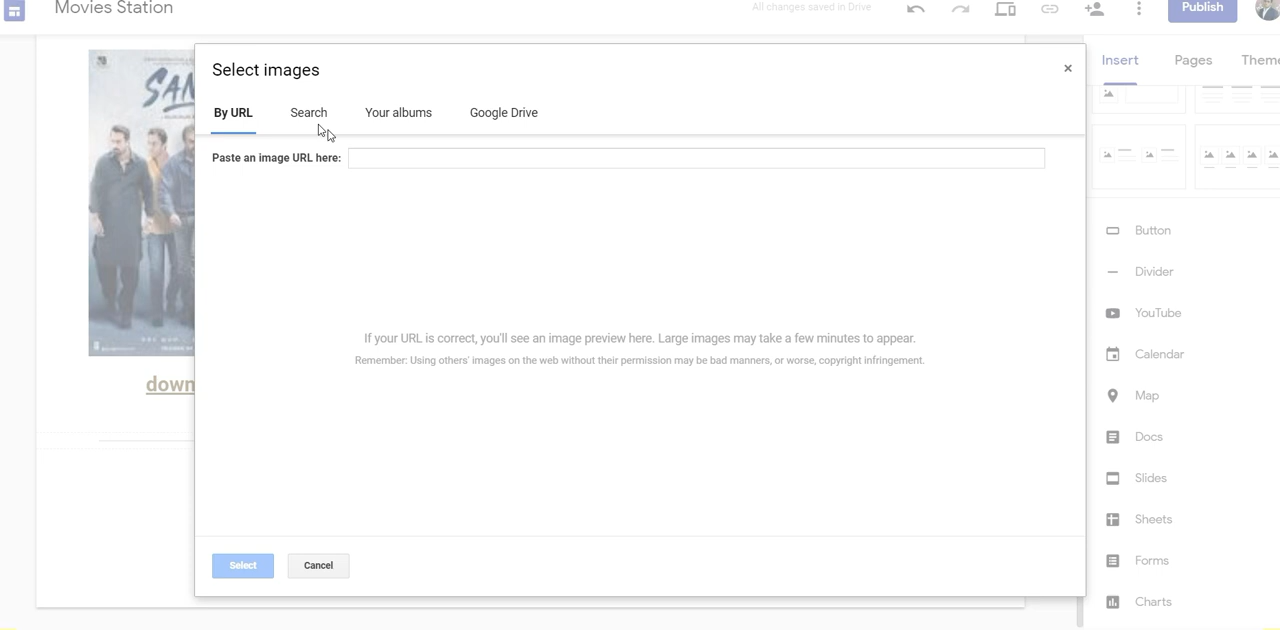 Movies Station
All changes saved in Drive
Publish
Select images
By URL
Search
Your albums
Google Drive
Paste an image URL here:
If your URL is correct, you'll see an image preview here. Large images may take a few minutes to appear.
Remember: Using others' images on the web without their permission may be bad manners, or worse, copyright infringement.
Select
Cancel
SAN
down
Insert
Pages
Theme
Button
Divider
YouTube
Calendar
Map
Docs
Slides
Sheets
Forms
Charts